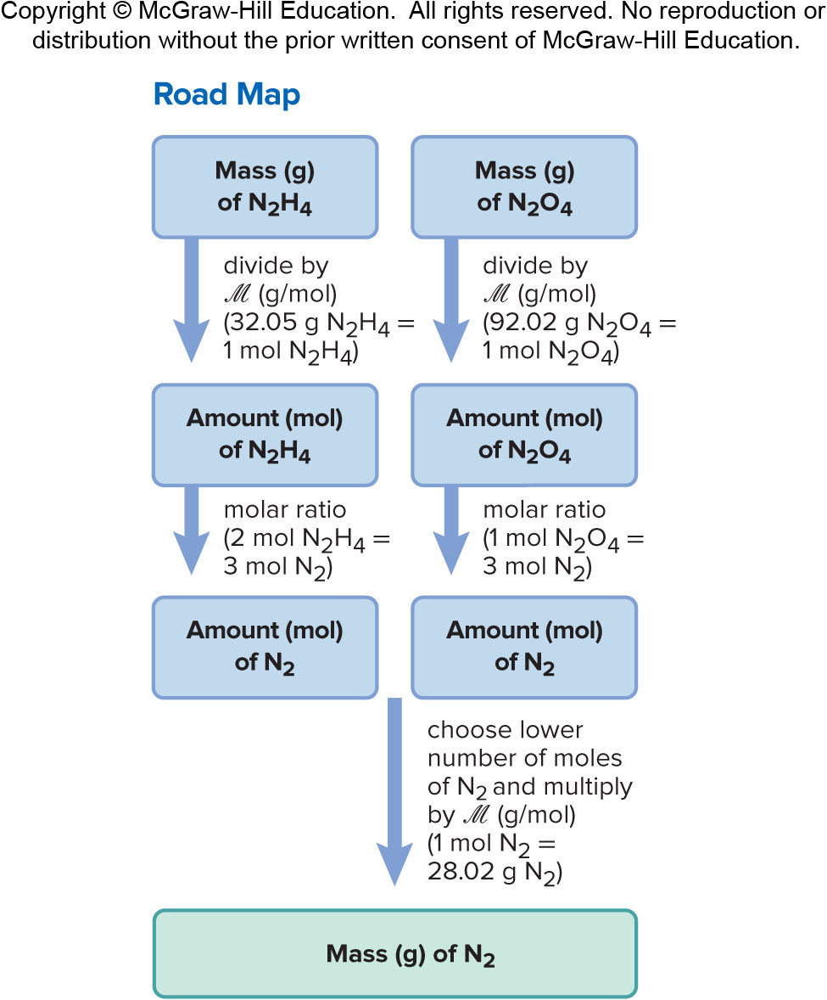 Copyright © McGraw-Hill Education.  All rights reserved. No reproduction or
distribution without the prior written consent of McGraw-Hill Education.
Road Map
Mass (g)
of N₂H₄
Mass (g)
of N₂O₄
divide by
ℳ (g/mol)
(32.05 g N₂H₄ =
1 mol N₂H₄)
divide by
ℳ (g/mol)
(92.02 g N₂O₄ =
1 mol N₂O₄)
Amount (mol)
of N₂H₄
Amount (mol)
of N₂O₄
molar ratio
(2 mol N₂H₄ =
3 mol N₂)
molar ratio
(1 mol N₂O₄ =
3 mol N₂)
Amount (mol)
of N₂
Amount (mol)
of N₂
choose lower
number of moles
of N₂ and multiply
by ℳ (g/mol)
(1 mol N₂ =
28.02 g N₂)
Mass (g) of N₂